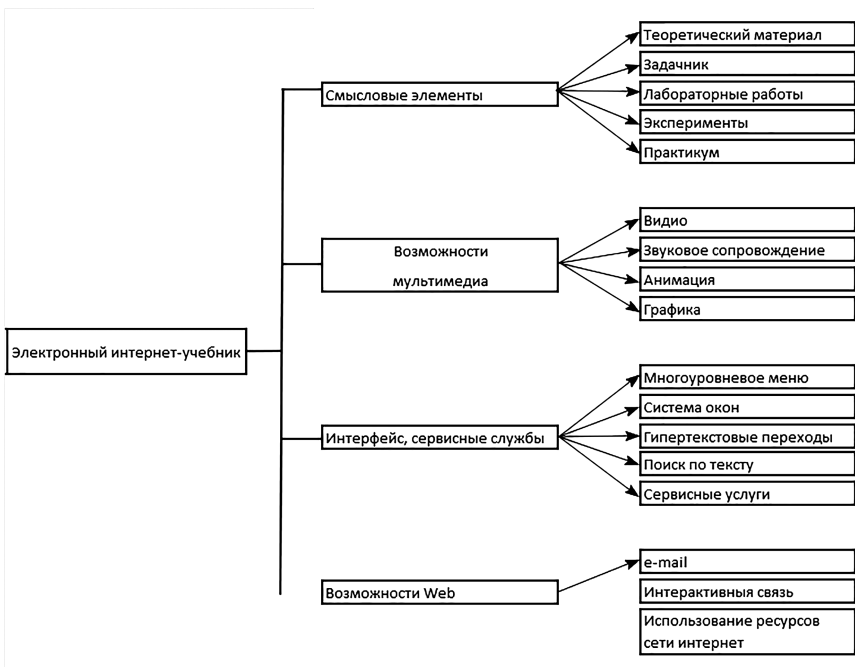 Электронный интернет-учебник
Смысловые элементы
Теоретический материал
Задачник
Лабораторные работы
Эксперименты
Практикум
Возможности
мультимедиа
Видио
Звуковое сопровождение
Анимация
Графика
Интерфейс, сервисные службы
Многоуровневое меню
Система окон
Гипертекстовые переходы
Поиск по тексту
Сервисные услуги
Возможности Web
e-mail
Интерактивныя связь
Использование ресурсов
сети интернет